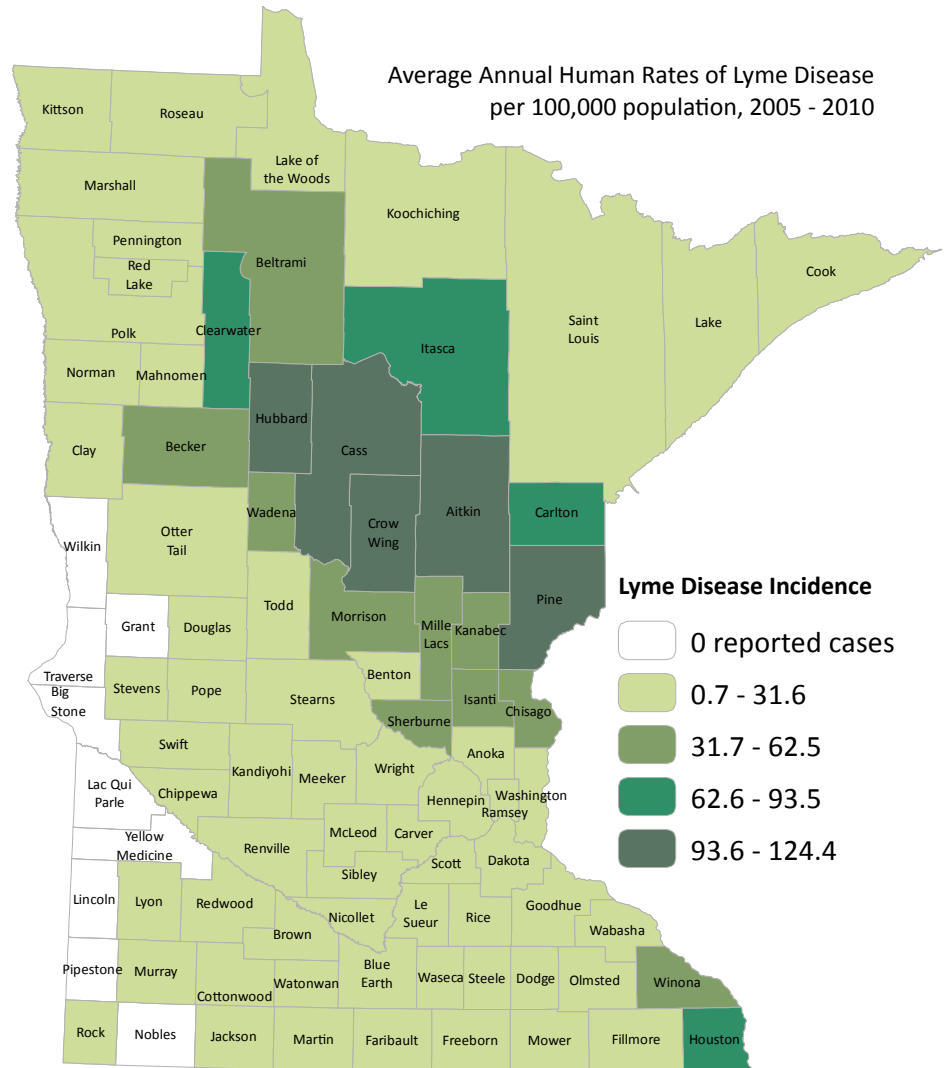 Average Annual Human Rates of Lyme Disease
per 100,000 population, 2005 - 2010
Kittson
Roseau
Lake of
the Woods
Marshall
Koochiching
Pennington
Red
Lake
Beltrami
Cook
Polk
Clearwater
Itasca
Saint
Louis
Lake
Norman
Mahnomen
Hubbard
Clay
Becker
Cass
Wadena
Crow
Wing
Aitkin
Carlton
Wilkin
Otter
Tail
Lyme Disease Incidence
0 reported cases
0.7 - 31.6
31.7 - 62.5
62.6 - 93.5
93.6 - 124.4
Pine
Grant
Douglas
Todd
Morrison
Mille
Lacs
Kanabec
Traverse
Big
Stone
Stevens
Pope
Stearns
Benton
Isanti
Sherburne
Chisago
Swift
Anoka
Lac Qui
Parle
Chippewa
Kandiyohi
Meeker
Wright
Hennepin
Washington
Ramsey
Yellow
Medicine
Renville
McLeod
Carver
Scott
Dakota
Sibley
Lincoln
Lyon
Redwood
Nicollet
Le
Sueur
Rice
Goodhue
Wabasha
Brown
Pipestone
Murray
Cottonwood
Watonwan
Blue
Earth
Waseca
Steele
Dodge
Olmsted
Winona
Rock
Nobles
Jackson
Martin
Faribault
Freeborn
Mower
Fillmore
Houston